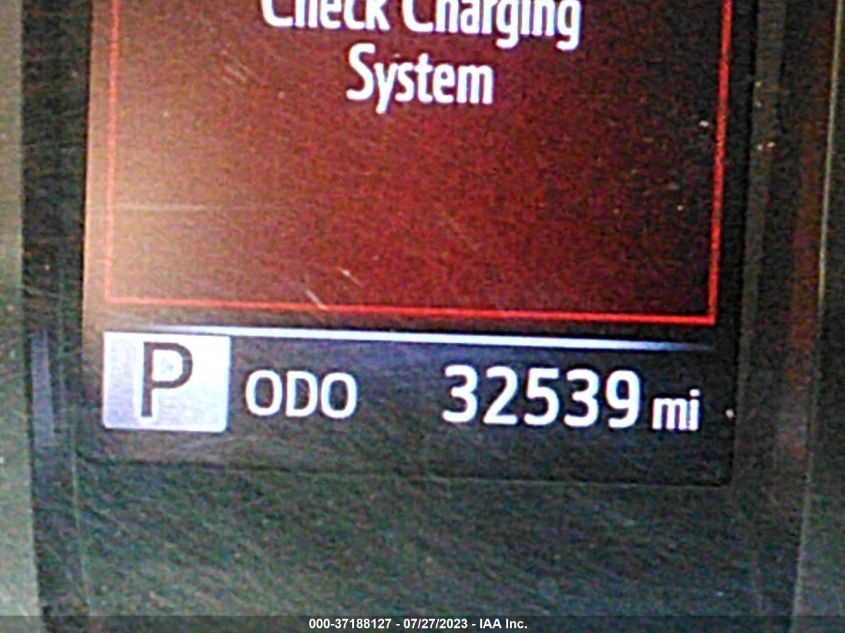 Check Charging
System
P ODO 32539 mi
000-37188127 - 07/27/2023 - IAA Inc.